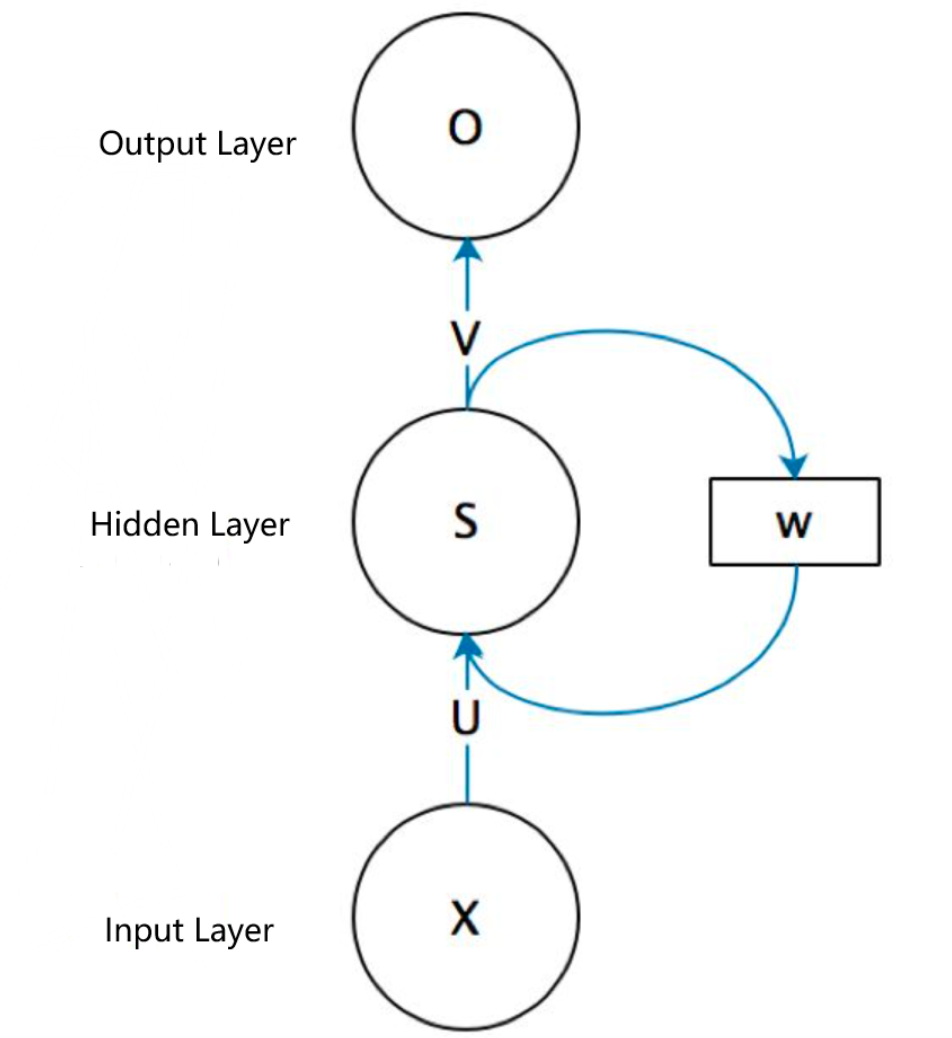 O
Output Layer
V
S
Hidden Layer
W
U
X
Input Layer